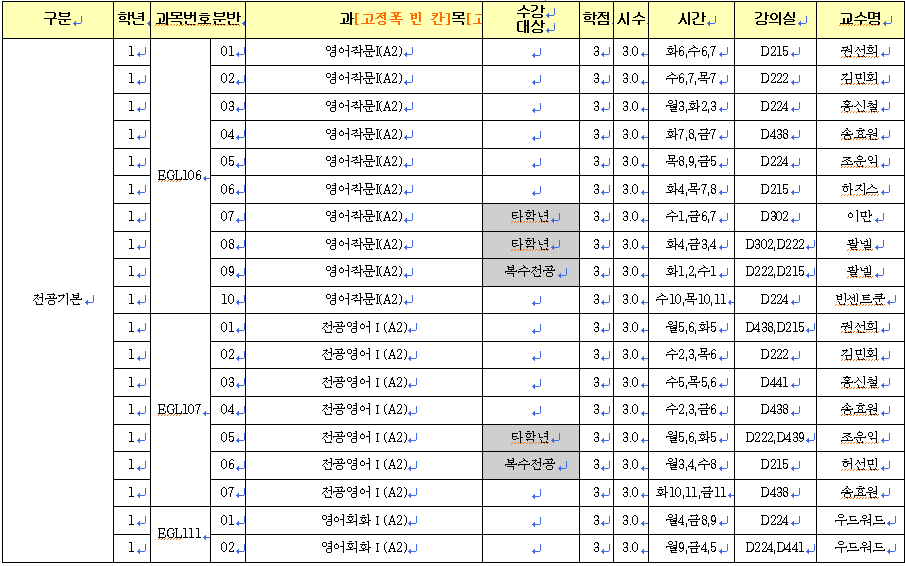 구분 학년 과목번호 분반 과[고정폭 빈 칸]목[고 수강 대상 학점 시수 시간 강의실 교수명
전공기본 1 EGL106 01 영어작문I(A2) 3 3.0 화6,수6,7 D215 권선희
1 02 영어작문I(A2) 3 3.0 수6,7,목7 D222 김민회
1 03 영어작문I(A2) 3 3.0 월3,화2,3 D224 홍신철
1 04 영어작문I(A2) 3 3.0 화7,8,금7 D438 송효원
1 05 영어작문I(A2) 3 3.0 목8,9,금5 D224 조운익
1 06 영어작문I(A2) 3 3.0 화4,목7,8 D215 하지스
1 07 영어작문I(A2) 타학년 3 3.0 수1,금6,7 D302 이만
1 08 영어작문I(A2) 타학년 3 3.0 화4,금3,4 D302,D222 팔넬
1 09 영어작문I(A2) 복수전공 3 3.0 화1,2,수1 D222,D215 팔넬
1 10 영어작문I(A2) 3 3.0 수10,목10,11 D224 빈센트쿤
1 EGL107 01 전공영어Ⅰ(A2) 3 3.0 월5,6,화5 D438,D215 권선희
1 02 전공영어Ⅰ(A2) 3 3.0 수2,3,목6 D222 김민회
1 03 전공영어Ⅰ(A2) 3 3.0 수5,목5,6 D441 홍신철
1 04 전공영어Ⅰ(A2) 3 3.0 수2,3,금6 D438 송효원
1 05 전공영어Ⅰ(A2) 타학년 3 3.0 월5,6,화5 D222,D439 조운익
1 06 전공영어Ⅰ(A2) 복수전공 3 3.0 월3,4,수8 D215 허선민
1 07 전공영어Ⅰ(A2) 3 3.0 화10,11,금11 D438 송효원
1 EGL111 01 영어회화Ⅰ(A2) 3 3.0 월4,금8,9 D224 우드워드
1 02 영어회화Ⅰ(A2) 3 3.0 월9,금4,5 D224,D441 우드워드